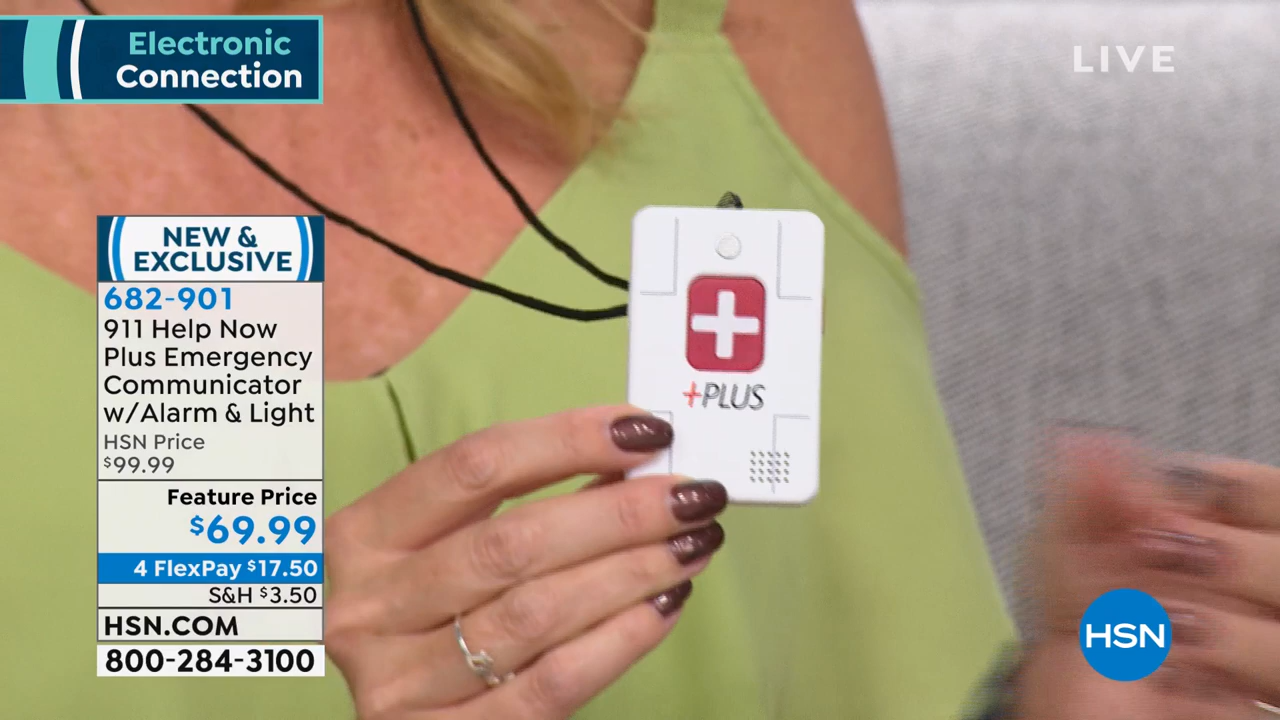 Electronic
Connection
LIVE
NEW &
EXCLUSIVE
682-901
911 Help Now
Plus Emergency
Communicator
w/Alarm & Light
HSN Price
$99.99
Feature Price
$69.99
4 FlexPay $17.50
S&H $3.50
HSN.COM
800-284-3100
+PLUS
HSN